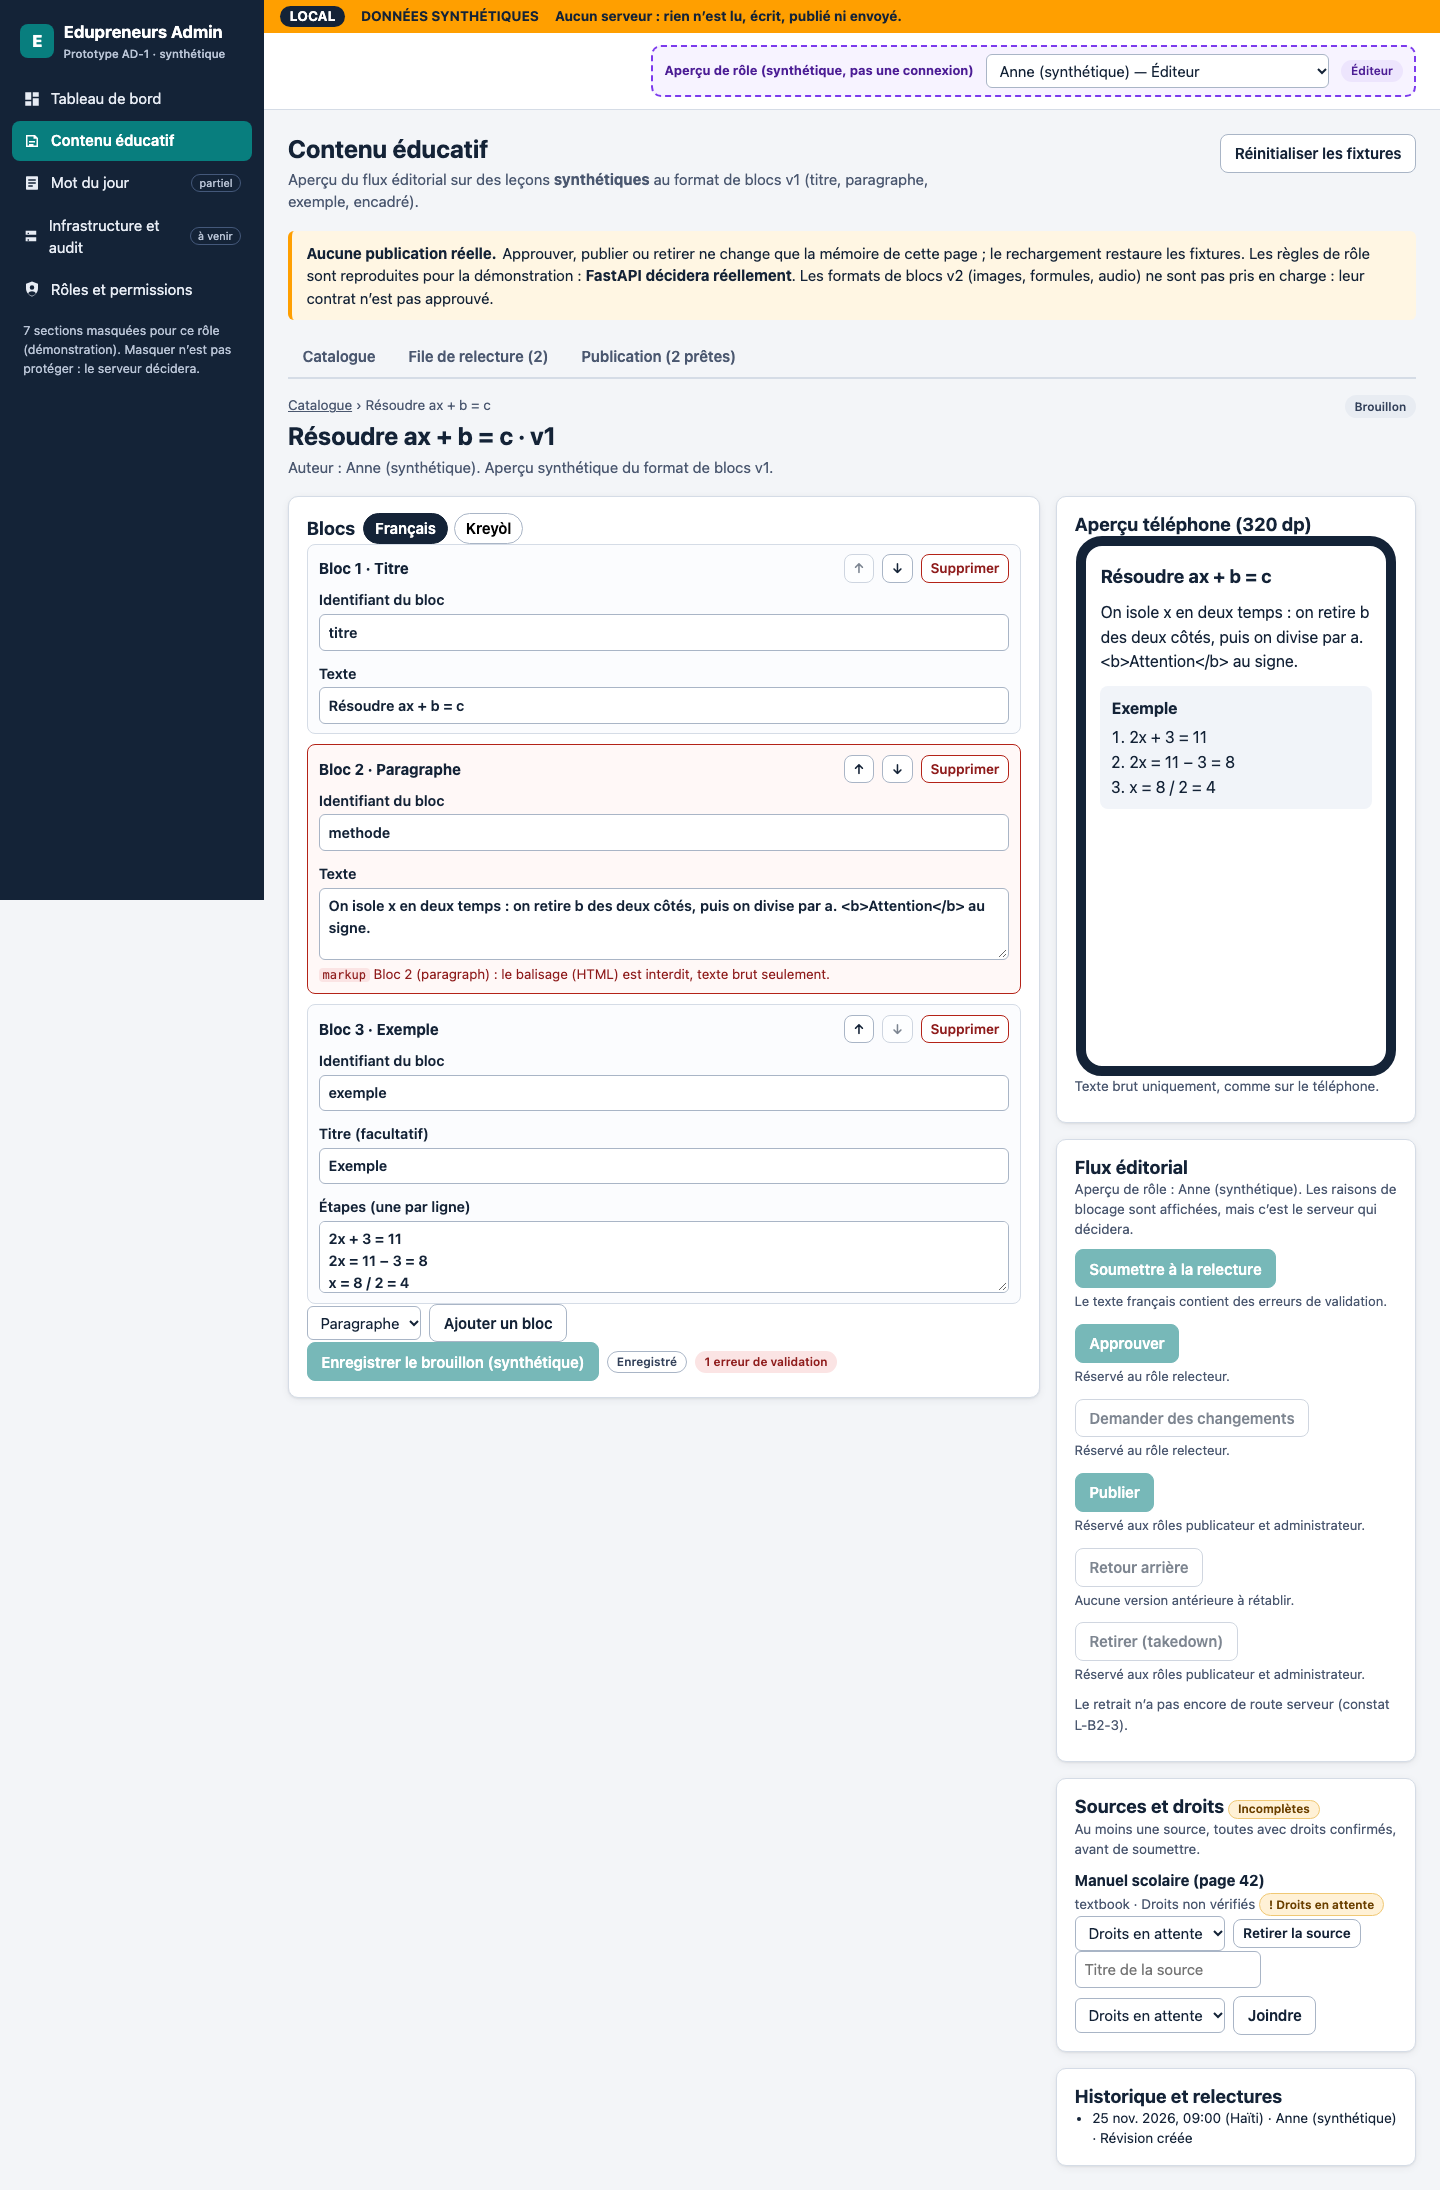 E
Edupreneurs Admin
Prototype AD-1 · synthétique
Tableau de bord
Contenu éducatif
Mot du jour
partiel
Infrastructure et
audit
à venir
Rôles et permissions
7 sections masquées pour ce rôle
(démonstration). Masquer n’est pas
protéger : le serveur décidera.
LOCAL DONNÉES SYNTHÉTIQUES Aucun serveur : rien n’est lu, écrit, publié ni envoyé.
Aperçu de rôle (synthétique, pas une connexion) Anne (synthétique) — Éditeur Éditeur
Contenu éducatif
Réinitialiser les fixtures
Aperçu du flux éditorial sur des leçons synthétiques au format de blocs v1 (titre, paragraphe,
exemple, encadré).
Aucune publication réelle. Approuver, publier ou retirer ne change que la mémoire de cette page ; le rechargement restaure les fixtures. Les règles de rôle
sont reproduites pour la démonstration : FastAPI décidera réellement. Les formats de blocs v2 (images, formules, audio) ne sont pas pris en charge : leur
contrat n’est pas approuvé.
Catalogue File de relecture (2) Publication (2 prêtes)
Catalogue › Résoudre ax + b = c
Brouillon
Résoudre ax + b = c · v1
Auteur : Anne (synthétique). Aperçu synthétique du format de blocs v1.
Blocs Français Kreyòl
Bloc 1 · Titre
↑ ↓ Supprimer
Identifiant du bloc
titre
Texte
Résoudre ax + b = c
Bloc 2 · Paragraphe
↑ ↓ Supprimer
Identifiant du bloc
methode
Texte
On isole x en deux temps : on retire b des deux côtés, puis on divise par a. <b>Attention</b> au
signe.
markup Bloc 2 (paragraph) : le balisage (HTML) est interdit, texte brut seulement.
Bloc 3 · Exemple
↑ ↓ Supprimer
Identifiant du bloc
exemple
Titre (facultatif)
Exemple
Étapes (une par ligne)
2x + 3 = 11
2x = 11 − 3 = 8
x = 8 / 2 = 4
Paragraphe Ajouter un bloc
Enregistrer le brouillon (synthétique) Enregistré 1 erreur de validation
Aperçu téléphone (320 dp)
Résoudre ax + b = c
On isole x en deux temps : on retire b
des deux côtés, puis on divise par a.
<b>Attention</b> au signe.
Exemple
1. 2x + 3 = 11
2. 2x = 11 − 3 = 8
3. x = 8 / 2 = 4
Texte brut uniquement, comme sur le téléphone.
Flux éditorial
Aperçu de rôle : Anne (synthétique). Les raisons de
blocage sont affichées, mais c’est le serveur qui
décidera.
Soumettre à la relecture
Le texte français contient des erreurs de validation.
Approuver
Réservé au rôle relecteur.
Demander des changements
Réservé au rôle relecteur.
Publier
Réservé aux rôles publicateur et administrateur.
Retour arrière
Aucune version antérieure à rétablir.
Retirer (takedown)
Réservé aux rôles publicateur et administrateur.
Le retrait n’a pas encore de route serveur (constat
L-B2-3).
Sources et droits Incomplètes
Au moins une source, toutes avec droits confirmés,
avant de soumettre.
Manuel scolaire (page 42)
textbook · Droits non vérifiés ! Droits en attente
Droits en attente Retirer la source
Titre de la source
Droits en attente Joindre
Historique et relectures
• 25 nov. 2026, 09:00 (Haïti) · Anne (synthétique)
· Révision créée